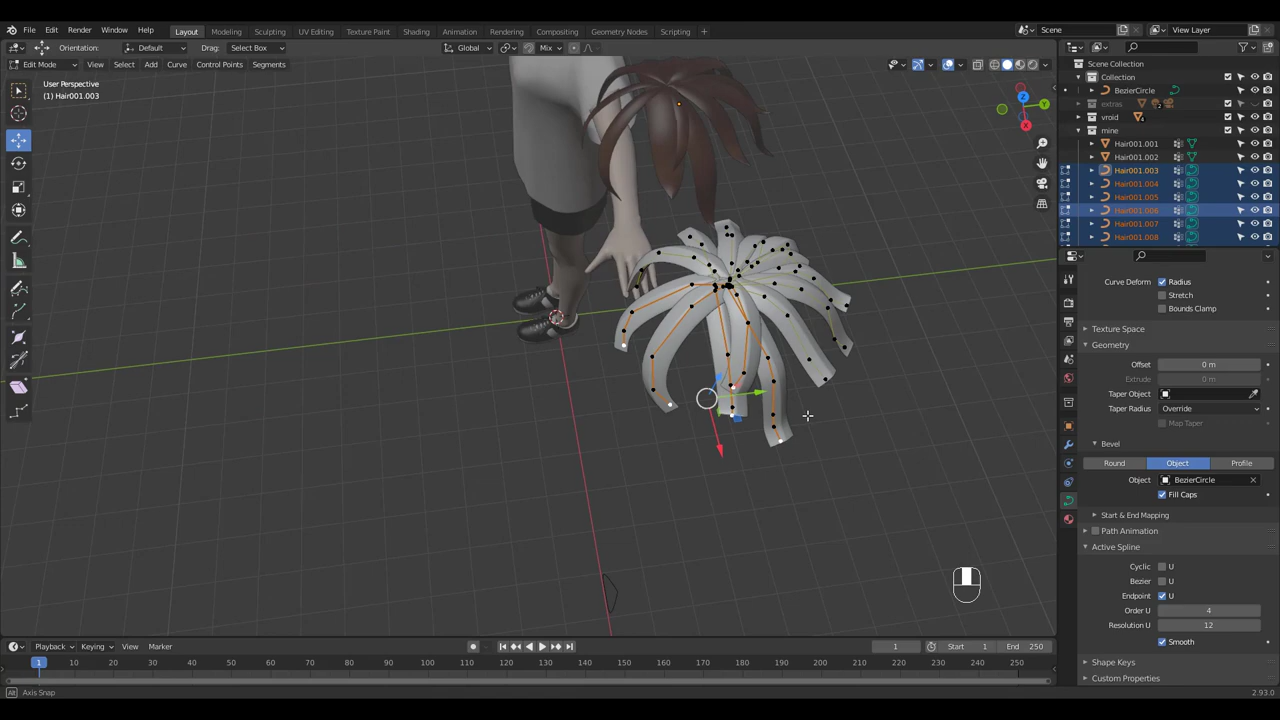 File Edit Render Window Help Layout Modeling Sculpting UV Editing Texture Paint Shading Animation Rendering Compositing Geometry Nodes Scripting + Scene View Layer
Orientation: Default Drag: Select Box Global Mix
Edit Mode View Select Add Curve Control Points Segments
User Perspective
(1) Hair001.003
Z
Y
X
Scene Collection
Collection
BezierCircle
extras 2
vroid 4
mine
Hair001.001
Hair001.002
Hair001.003
Hair001.004
Hair001.005
Hair001.006
Hair001.007
Hair001.008
Curve Deform Radius
Stretch
Bounds Clamp
Texture Space
Geometry
Offset 0 m
Extrude 0 m
Taper Object
Taper Radius Override
Map Taper
Bevel
Round Object Profile
Object BezierCircle
Fill Caps
Start & End Mapping
Path Animation
Active Spline
Cyclic U
Bezier U
Endpoint U
Order U 4
Resolution U 12
Smooth
Shape Keys
Custom Properties
Playback Keying View Marker 1 Start 1 End 250
1 10 20 30 40 50 60 70 80 90 100 110 120 130 140 150 160 170 180 190 200 210 220 230 240 250
Alt Axis Snap 2.93.0